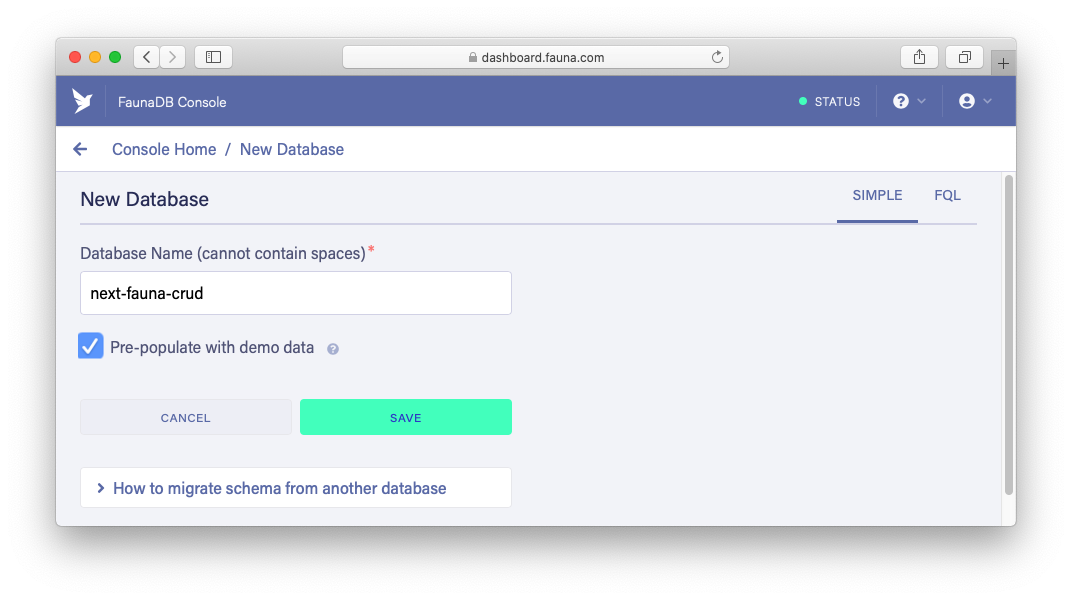 dashboard.fauna.com
FaunaDB Console
STATUS
?
Console Home / New Database
New Database
SIMPLE
FQL
Database Name (cannot contain spaces)*
next-fauna-crud
Pre-populate with demo data ?
CANCEL
SAVE
How to migrate schema from another database